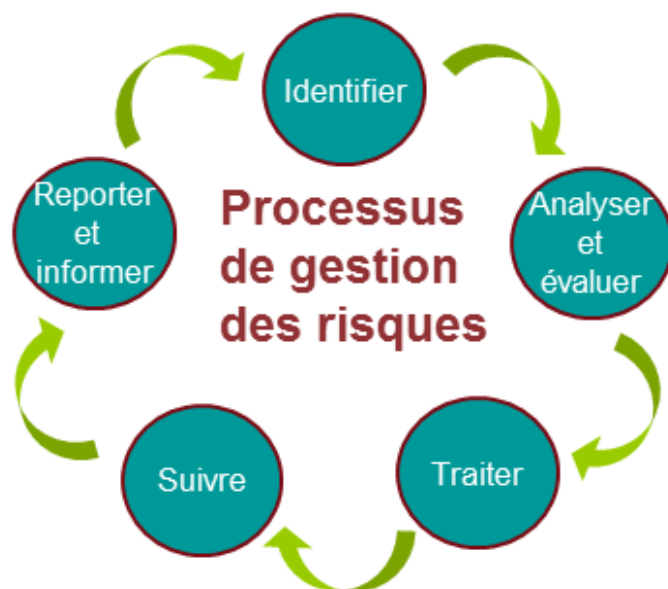 Identifier
Processus
de gestion
des risques
Analyser
et
évaluer
Traiter
Suivre
Reporter
et
informer